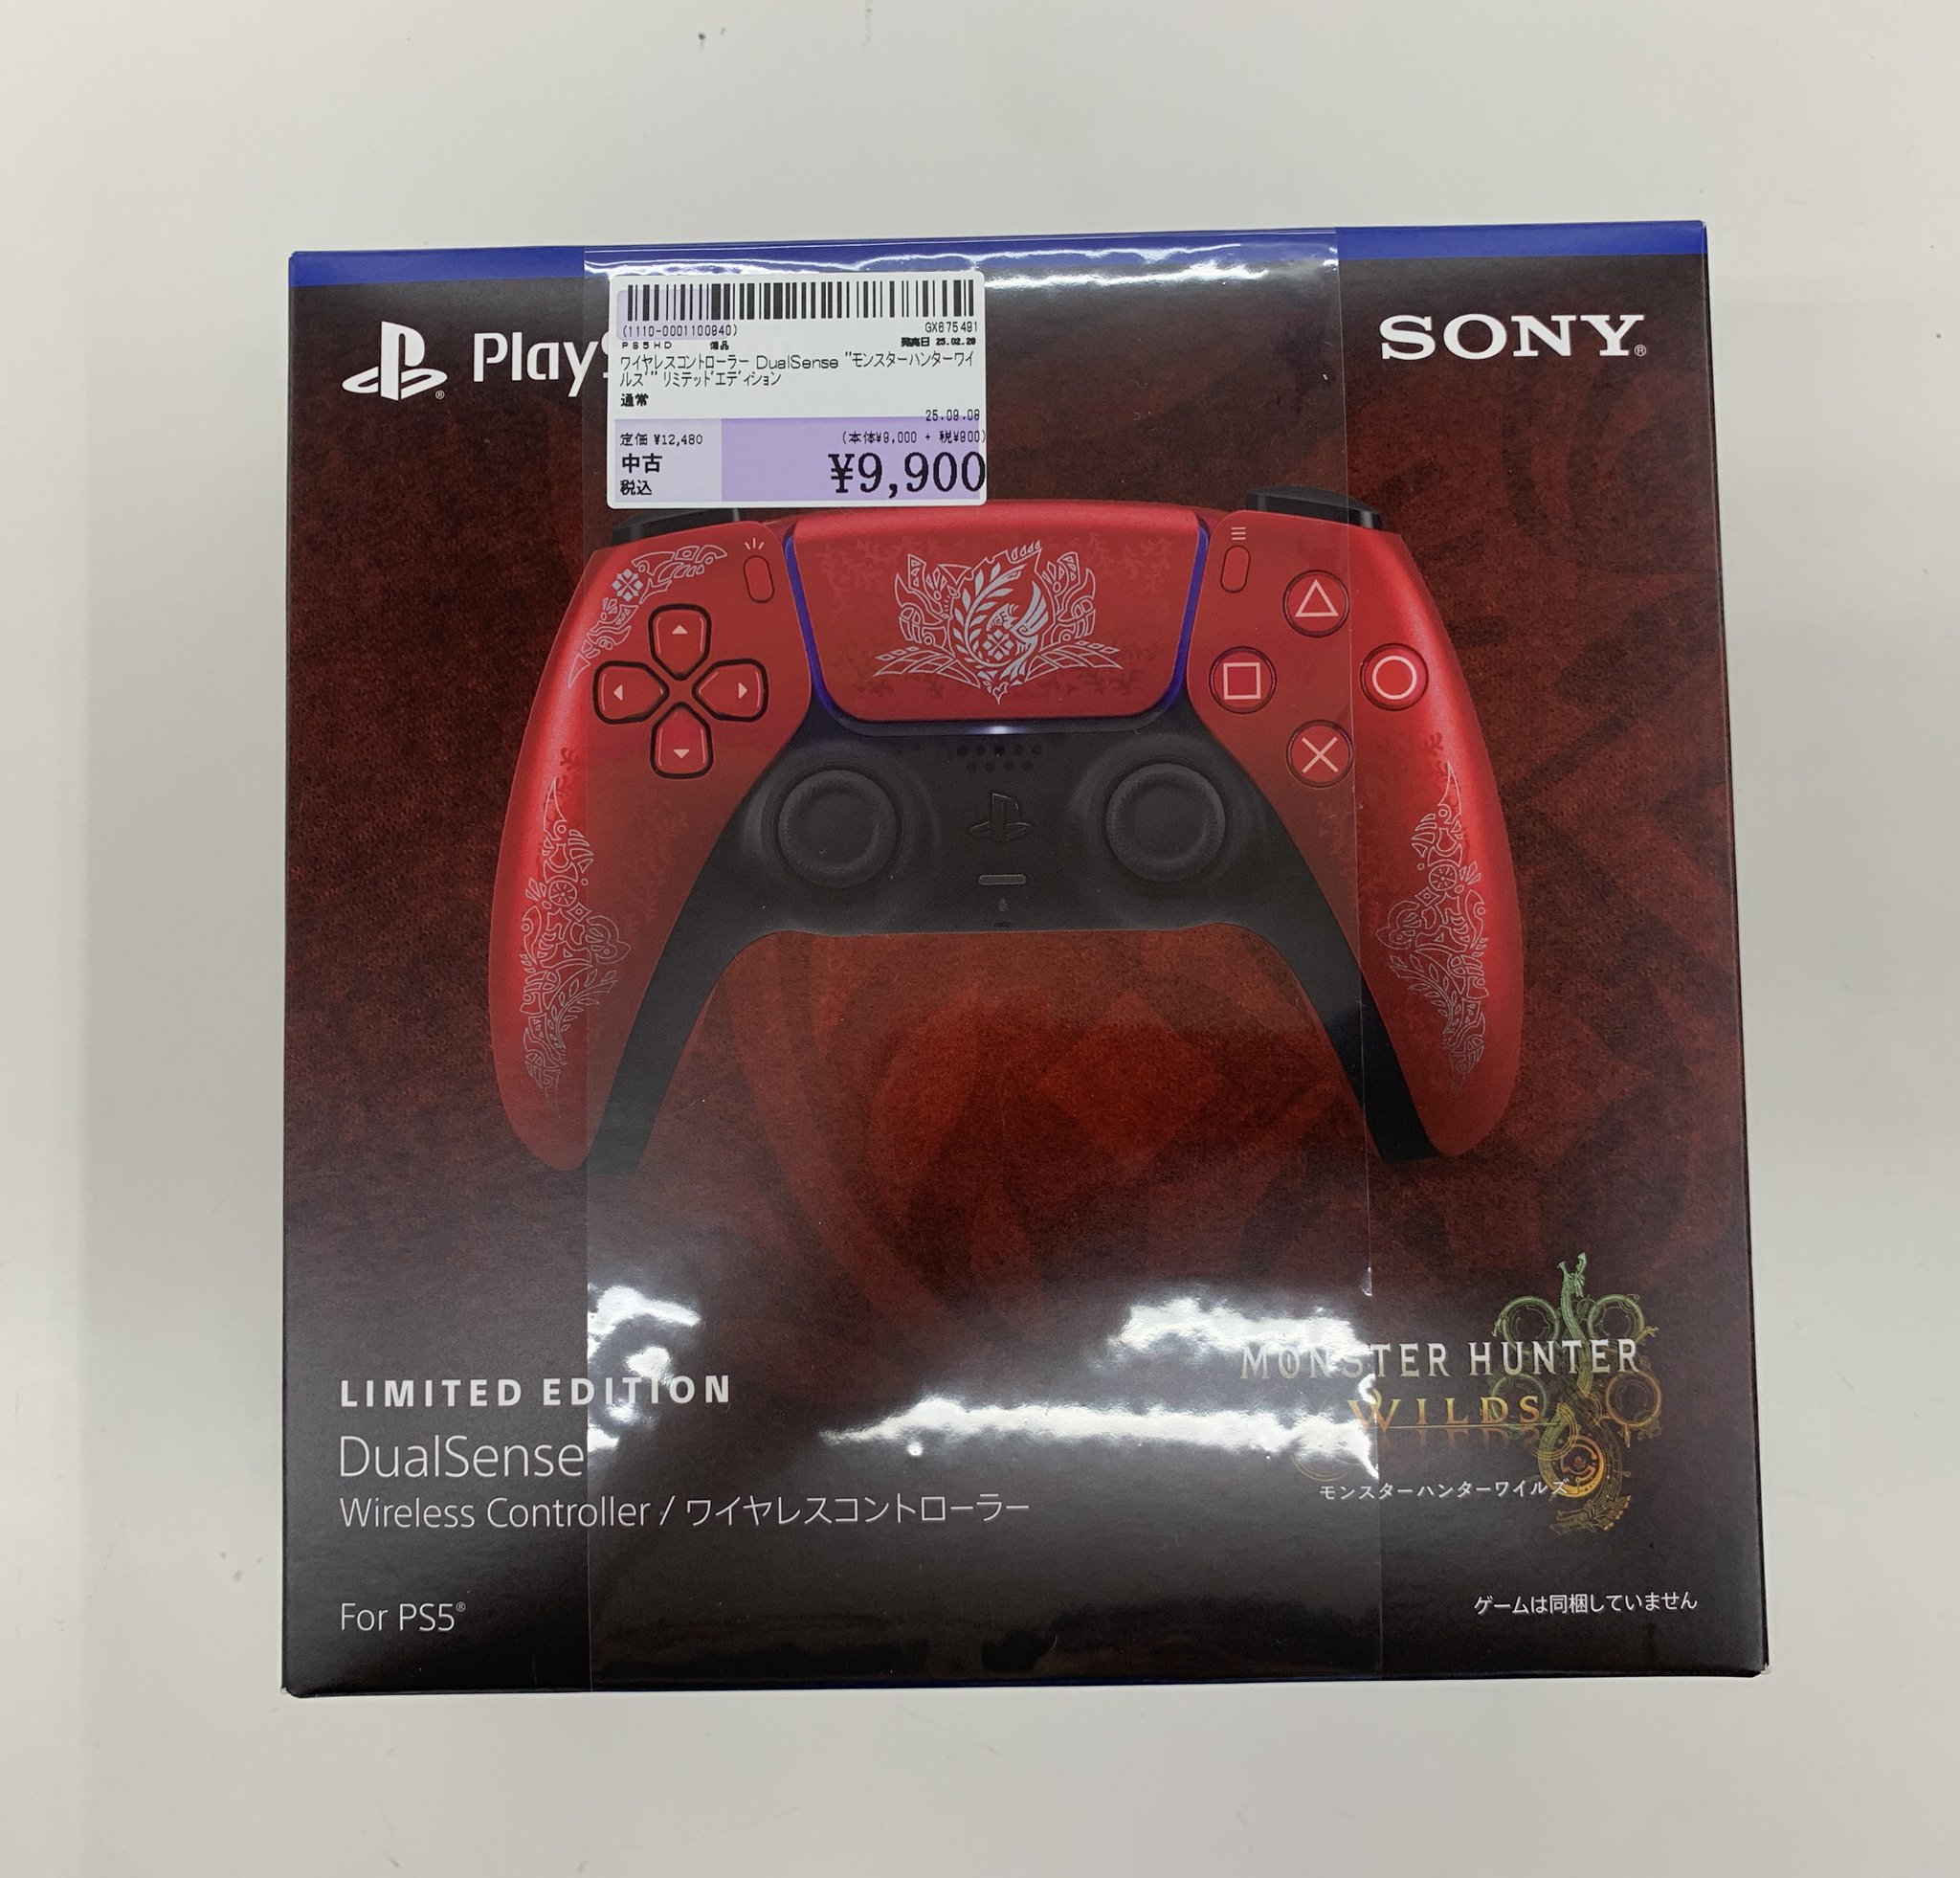 (1110-0001100840)
GX675491
PS5HD 備品
発売日 25.02.28
ワイヤレスコントローラー DualSense "モンスターハンターワイ
ルズ" リミテッドエディション
通常
25.09.08
定価 ¥12,480
(本体¥9,000 + 税¥900)
中古
¥9,900
税込
PlayS
SONY
MONSTER HUNTER
WILDS
モンスターハンターワイルズ
LIMITED EDITION
DualSense
Wireless Controller / ワイヤレスコントローラー
For PS5®
ゲームは同梱していません